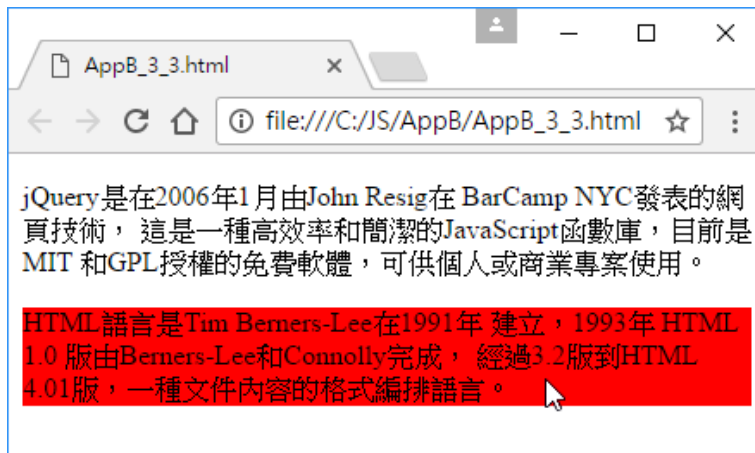 AppB_3_3.html
file:///C:/JS/AppB/AppB_3_3.html
jQuery是在2006年1月由John Resig在 BarCamp NYC發表的網
頁技術， 這是一種高效率和簡潔的JavaScript函數庫，目前是
MIT 和GPL授權的免費軟體，可供個人或商業專案使用。
HTML語言是Tim Berners-Lee在1991年 建立，1993年 HTML
1.0 版由Berners-Lee和Connolly完成， 經過3.2版到HTML
4.01版，一種文件內容的格式編排語言。